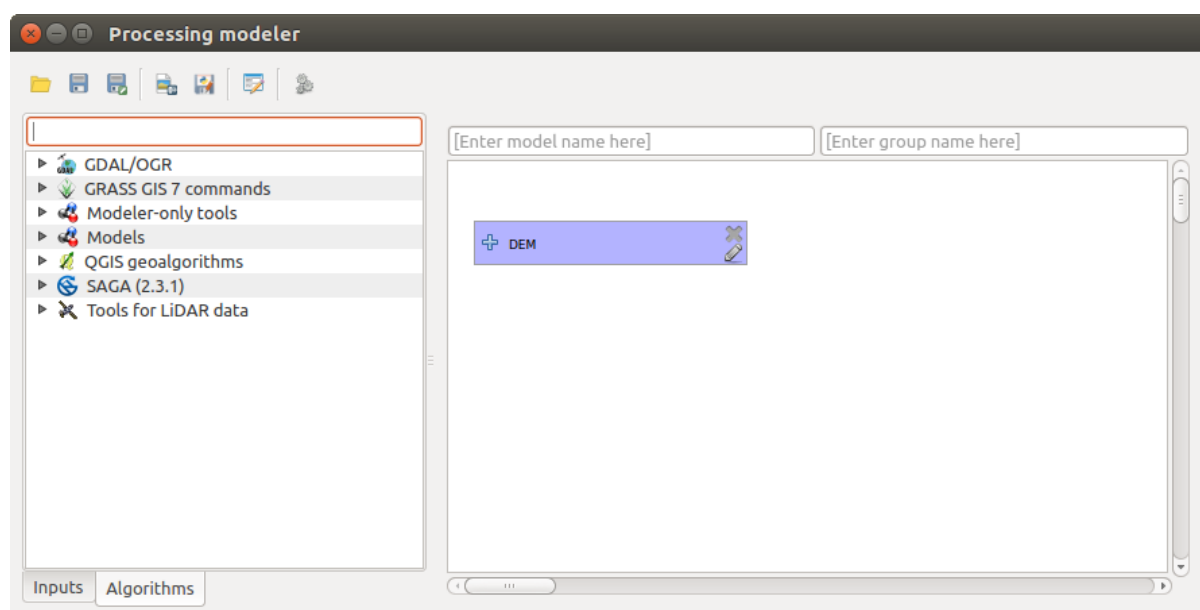 Processing modeler
[Enter model name here]
[Enter group name here]
GDAL/OGR
GRASS GIS 7 commands
Modeler-only tools
Models
QGIS geoalgorithms
SAGA (2.3.1)
Tools for LiDAR data
DEM
Inputs
Algorithms